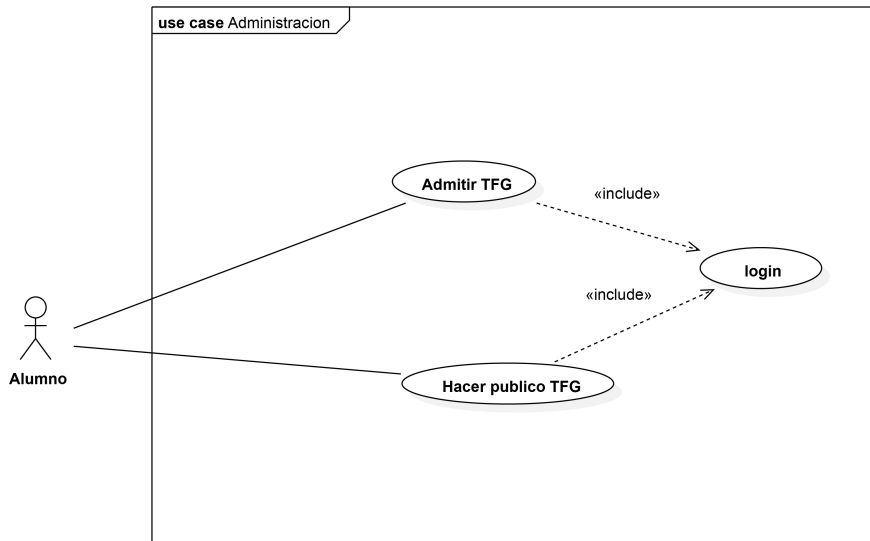 use case Administracion
Admitir TFG
«include»
login
«include»
Alumno
Hacer publico TFG